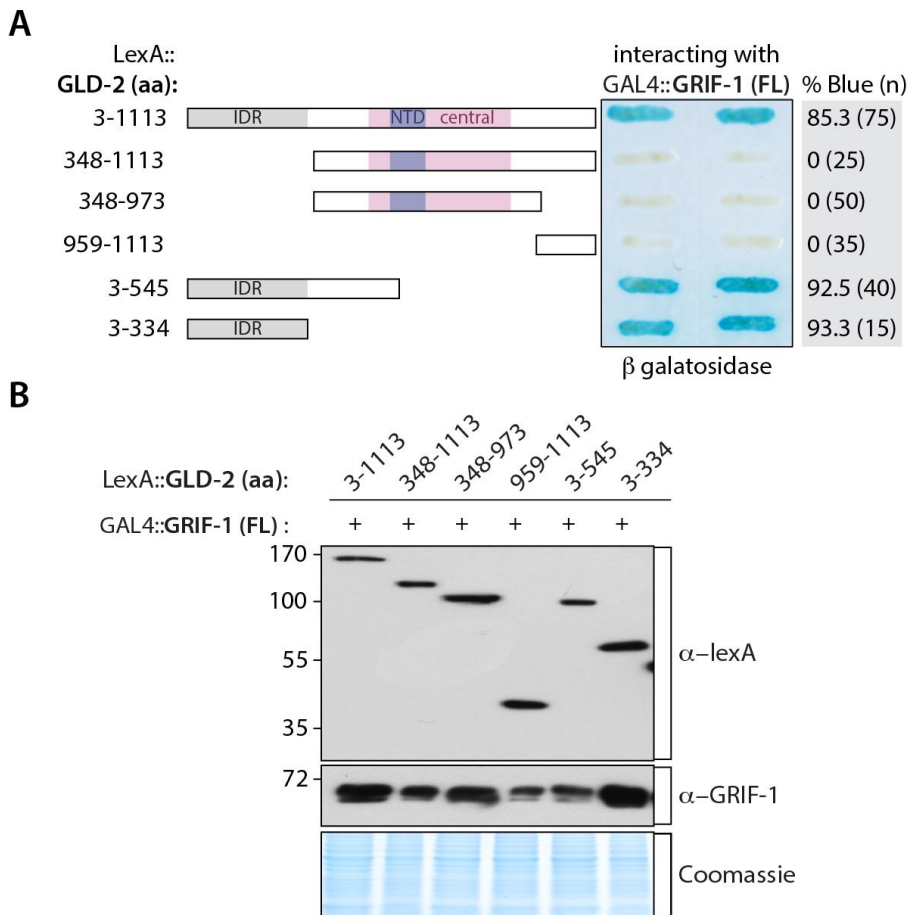 A
LexA::
GLD-2 (aa):
interacting with
GAL4::GRIF-1 (FL)
% Blue (n)
3-1113
IDR
NTD
central
85.3 (75)
348-1113
0 (25)
348-973
0 (50)
959-1113
0 (35)
3-545
IDR
92.5 (40)
3-334
IDR
93.3 (15)
β galatosidase
B
LexA::GLD-2 (aa):
3-1113
348-1113
348-973
959-1113
3-545
3-334
GAL4::GRIF-1 (FL) : + + + + + +
170
100
55
35
α–lexA
72
α–GRIF-1
Coomassie